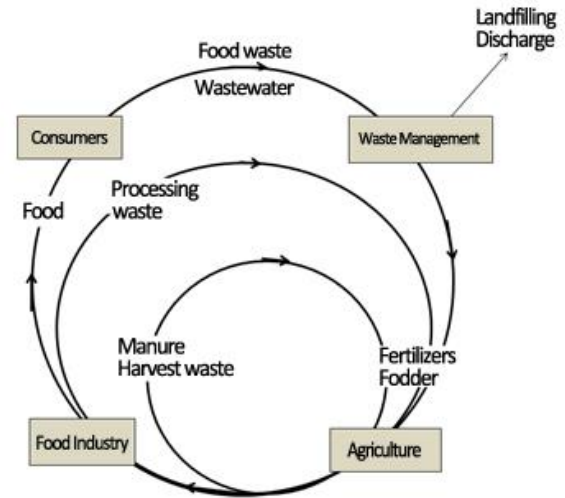 Landfilling
Discharge
Food waste
Wastewater
Consumers
Waste Management
Processing
waste
Food
Manure
Harvest waste
Fertilizers
Fodder
Food Industry
Agriculture